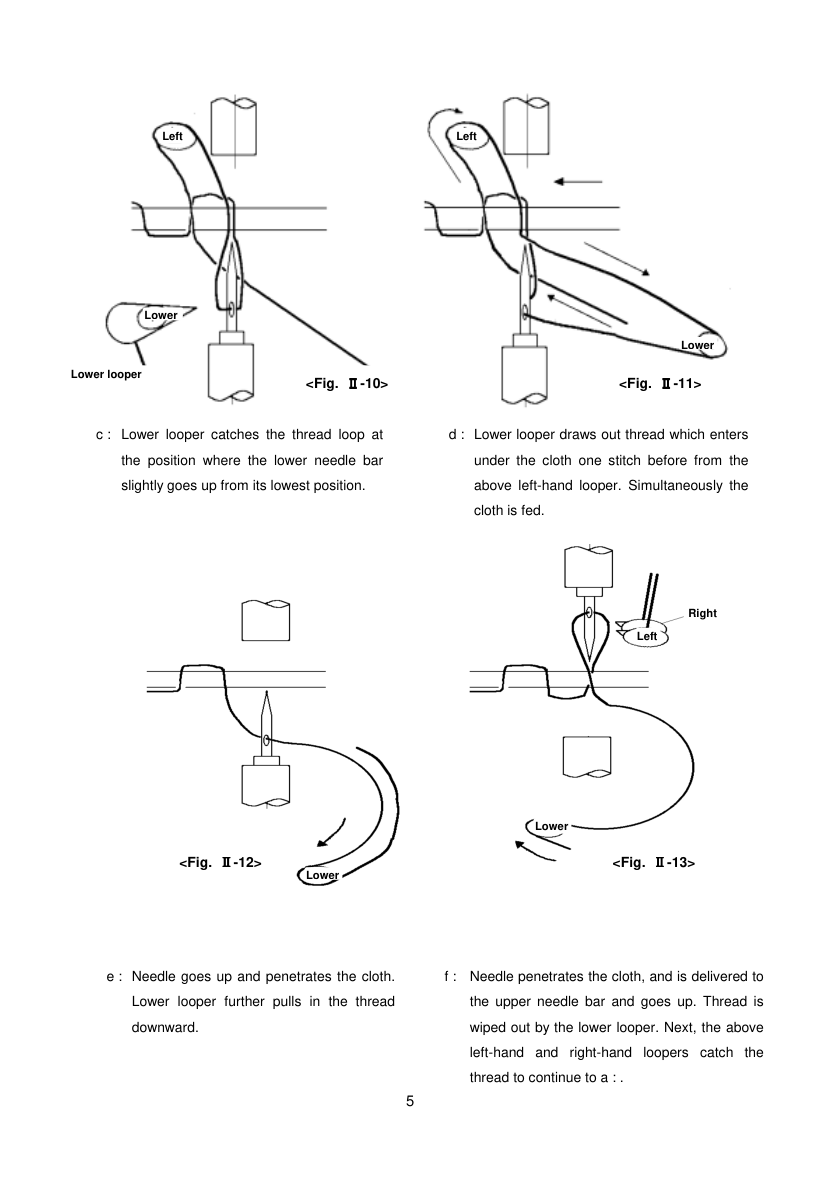 Left
Lower
Lower looper
<Fig. Ⅱ-10>
Left
Lower
<Fig. Ⅱ-11>
c : Lower looper catches the thread loop at
the position where the lower needle bar
slightly goes up from its lowest position.
d : Lower looper draws out thread which enters
under the cloth one stitch before from the
above left-hand looper. Simultaneously the
cloth is fed.
Lower
<Fig. Ⅱ-12>
Right
Left
Lower
<Fig. Ⅱ-13>
e : Needle goes up and penetrates the cloth.
Lower looper further pulls in the thread
downward.
f : Needle penetrates the cloth, and is delivered to
the upper needle bar and goes up. Thread is
wiped out by the lower looper. Next, the above
left-hand and right-hand loopers catch the
thread to continue to a : .
5